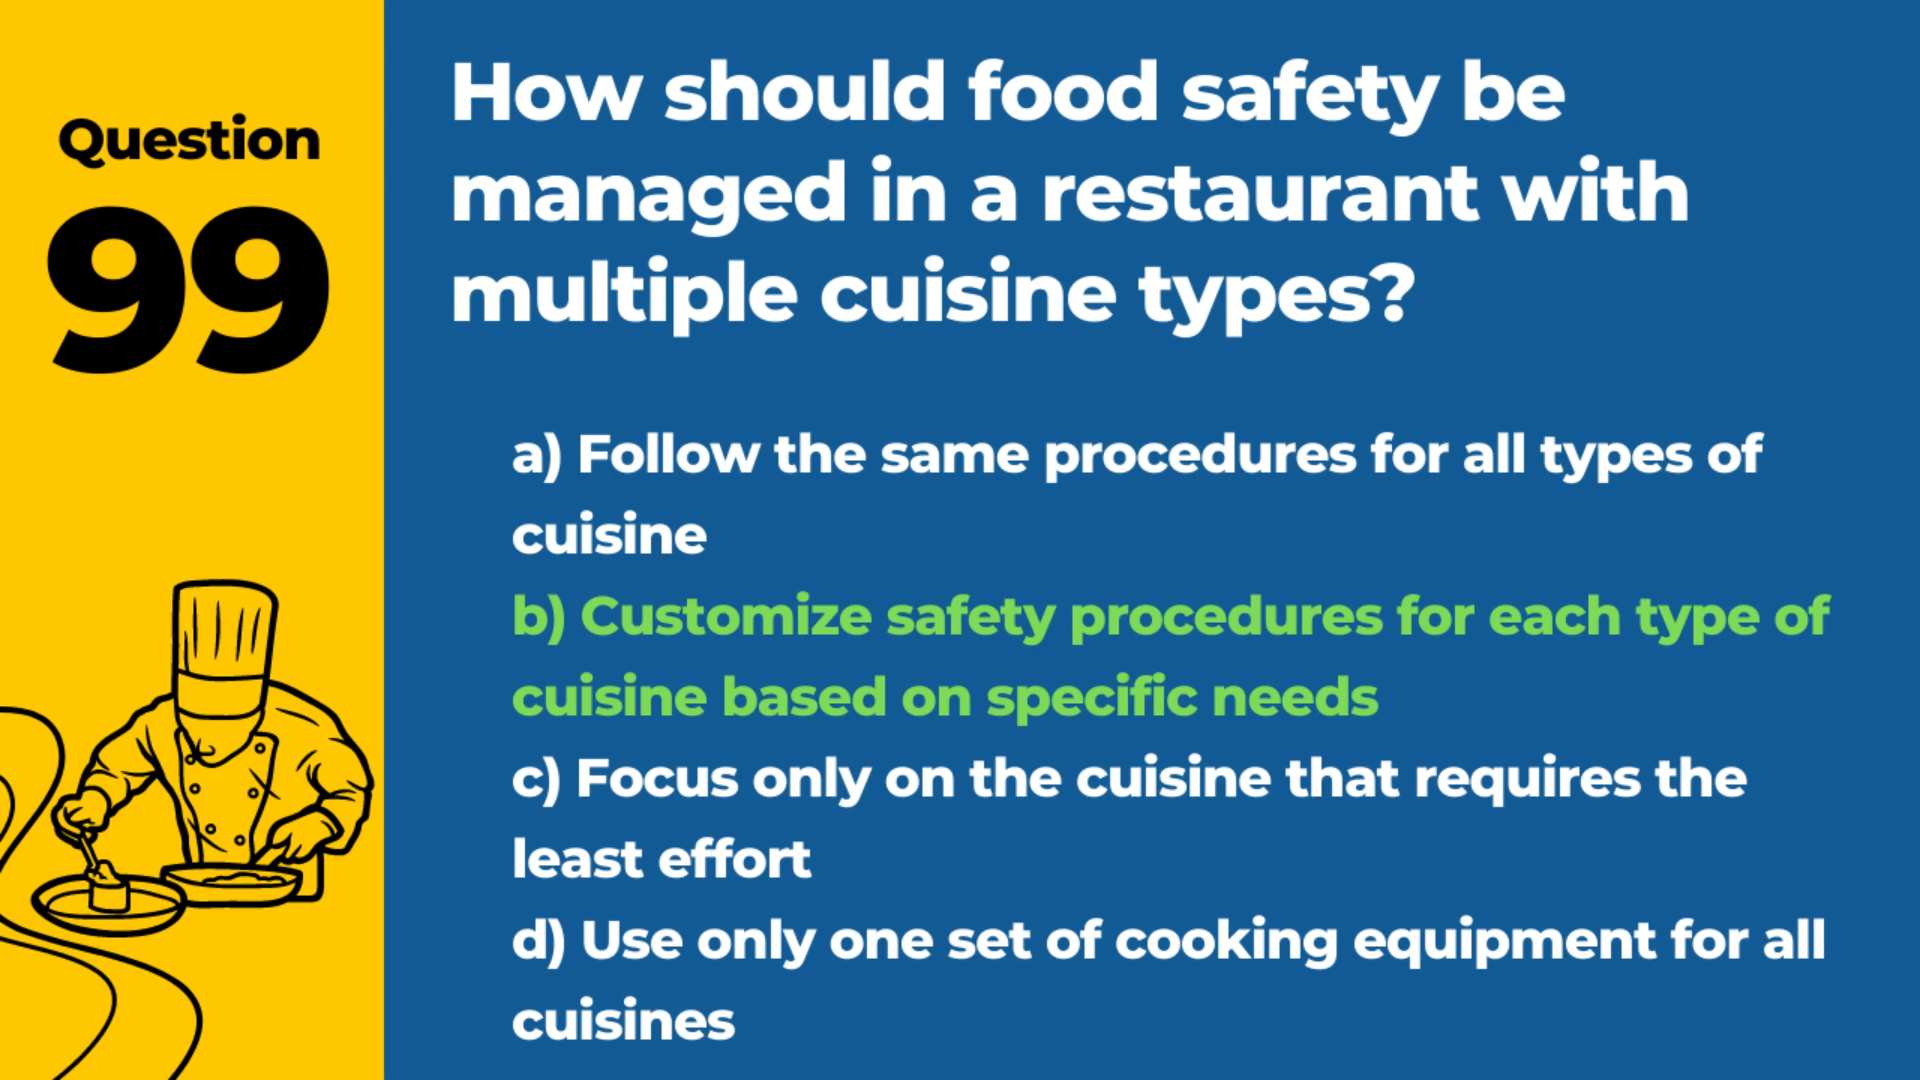 Question
99
How should food safety be
managed in a restaurant with
multiple cuisine types?
a) Follow the same procedures for all types of
cuisine
b) Customize safety procedures for each type of
cuisine based on specific needs
c) Focus only on the cuisine that requires the
least effort
d) Use only one set of cooking equipment for all
cuisines